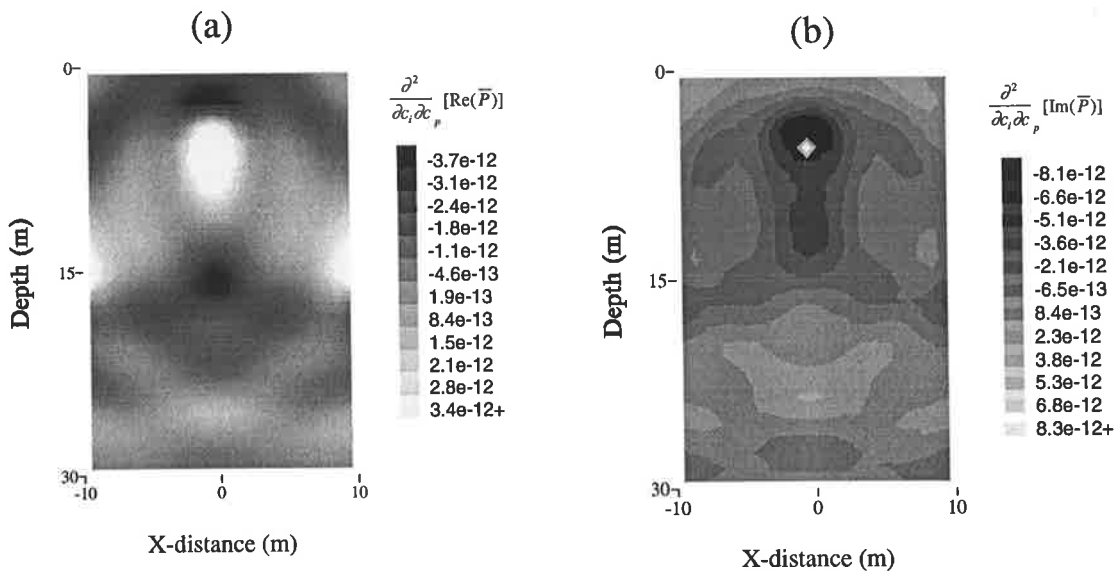 (a)
0
15
30
-10
0
10
Depth (m)
X-distance (m)
∂²/∂c_i∂c_p [Re(P̅)]
-3.7e-12
-3.1e-12
-2.4e-12
-1.8e-12
-1.1e-12
-4.6e-13
1.9e-13
8.4e-13
1.5e-12
2.1e-12
2.8e-12
3.4e-12+
(b)
0
15
30
-10
0
10
Depth (m)
X-distance (m)
∂²/∂c_i∂c_p [Im(P̅)]
-8.1e-12
-6.6e-12
-5.1e-12
-3.6e-12
-2.1e-12
-6.5e-13
8.4e-13
2.3e-12
3.8e-12
5.3e-12
6.8e-12
8.3e-12+